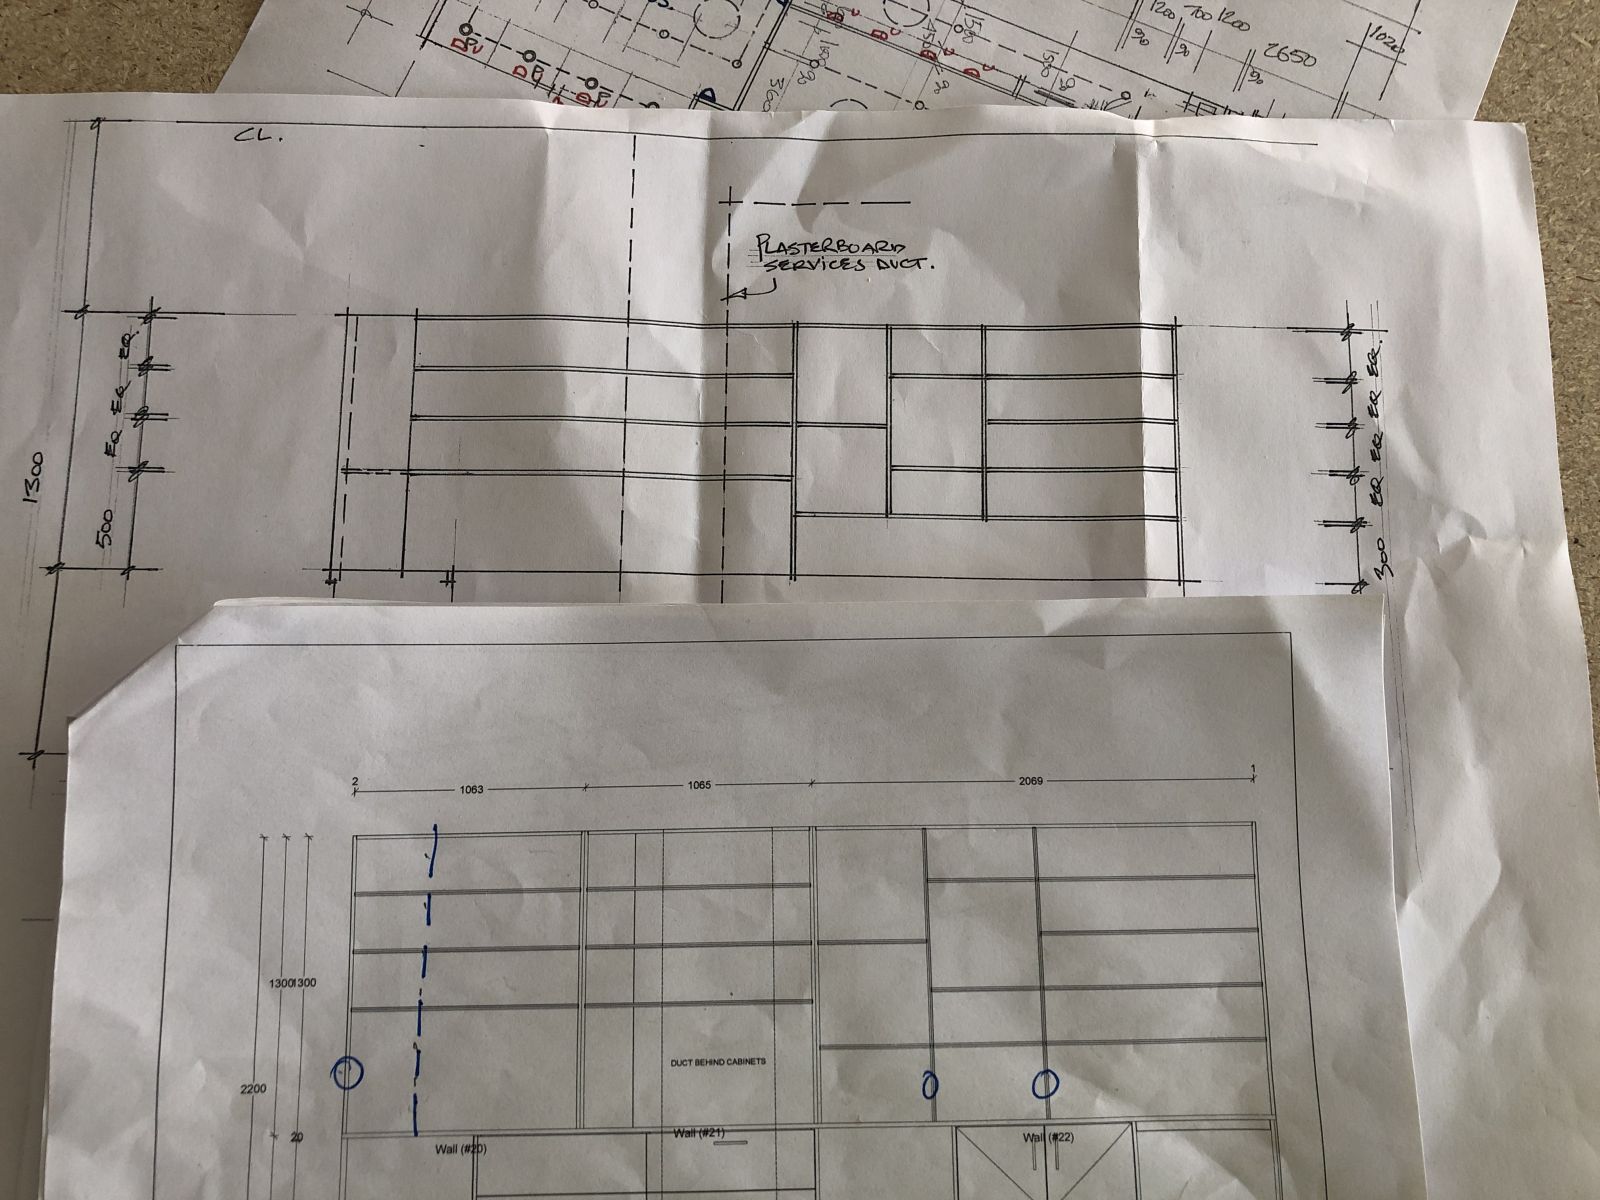 1200 700 1200
90
90
2650
90
1020
1500
CL.
PLASTERBOARD
SERVICES DUCT.
EQ EQ EQ.
500
1300
EQ EQ EQ EQ.
300
2
1063
1065
2069
1
1300 1300
2200
20
DUCT BEHIND CABINETS
Wall (#20)
Wall (#21)
Wall (#22)